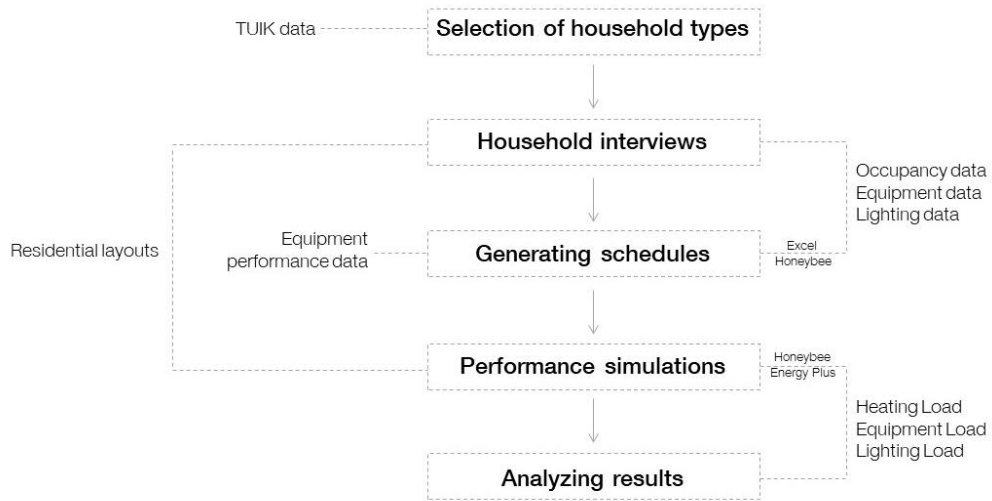 TUIK data
Selection of household types
Household interviews
Occupancy data
Equipment data
Lighting data
Residential layouts
Equipment
performance data
Generating schedules
Excel
Honeybee
Performance simulations
Honeybee
Energy Plus
Heating Load
Equipment Load
Lighting Load
Analyzing results